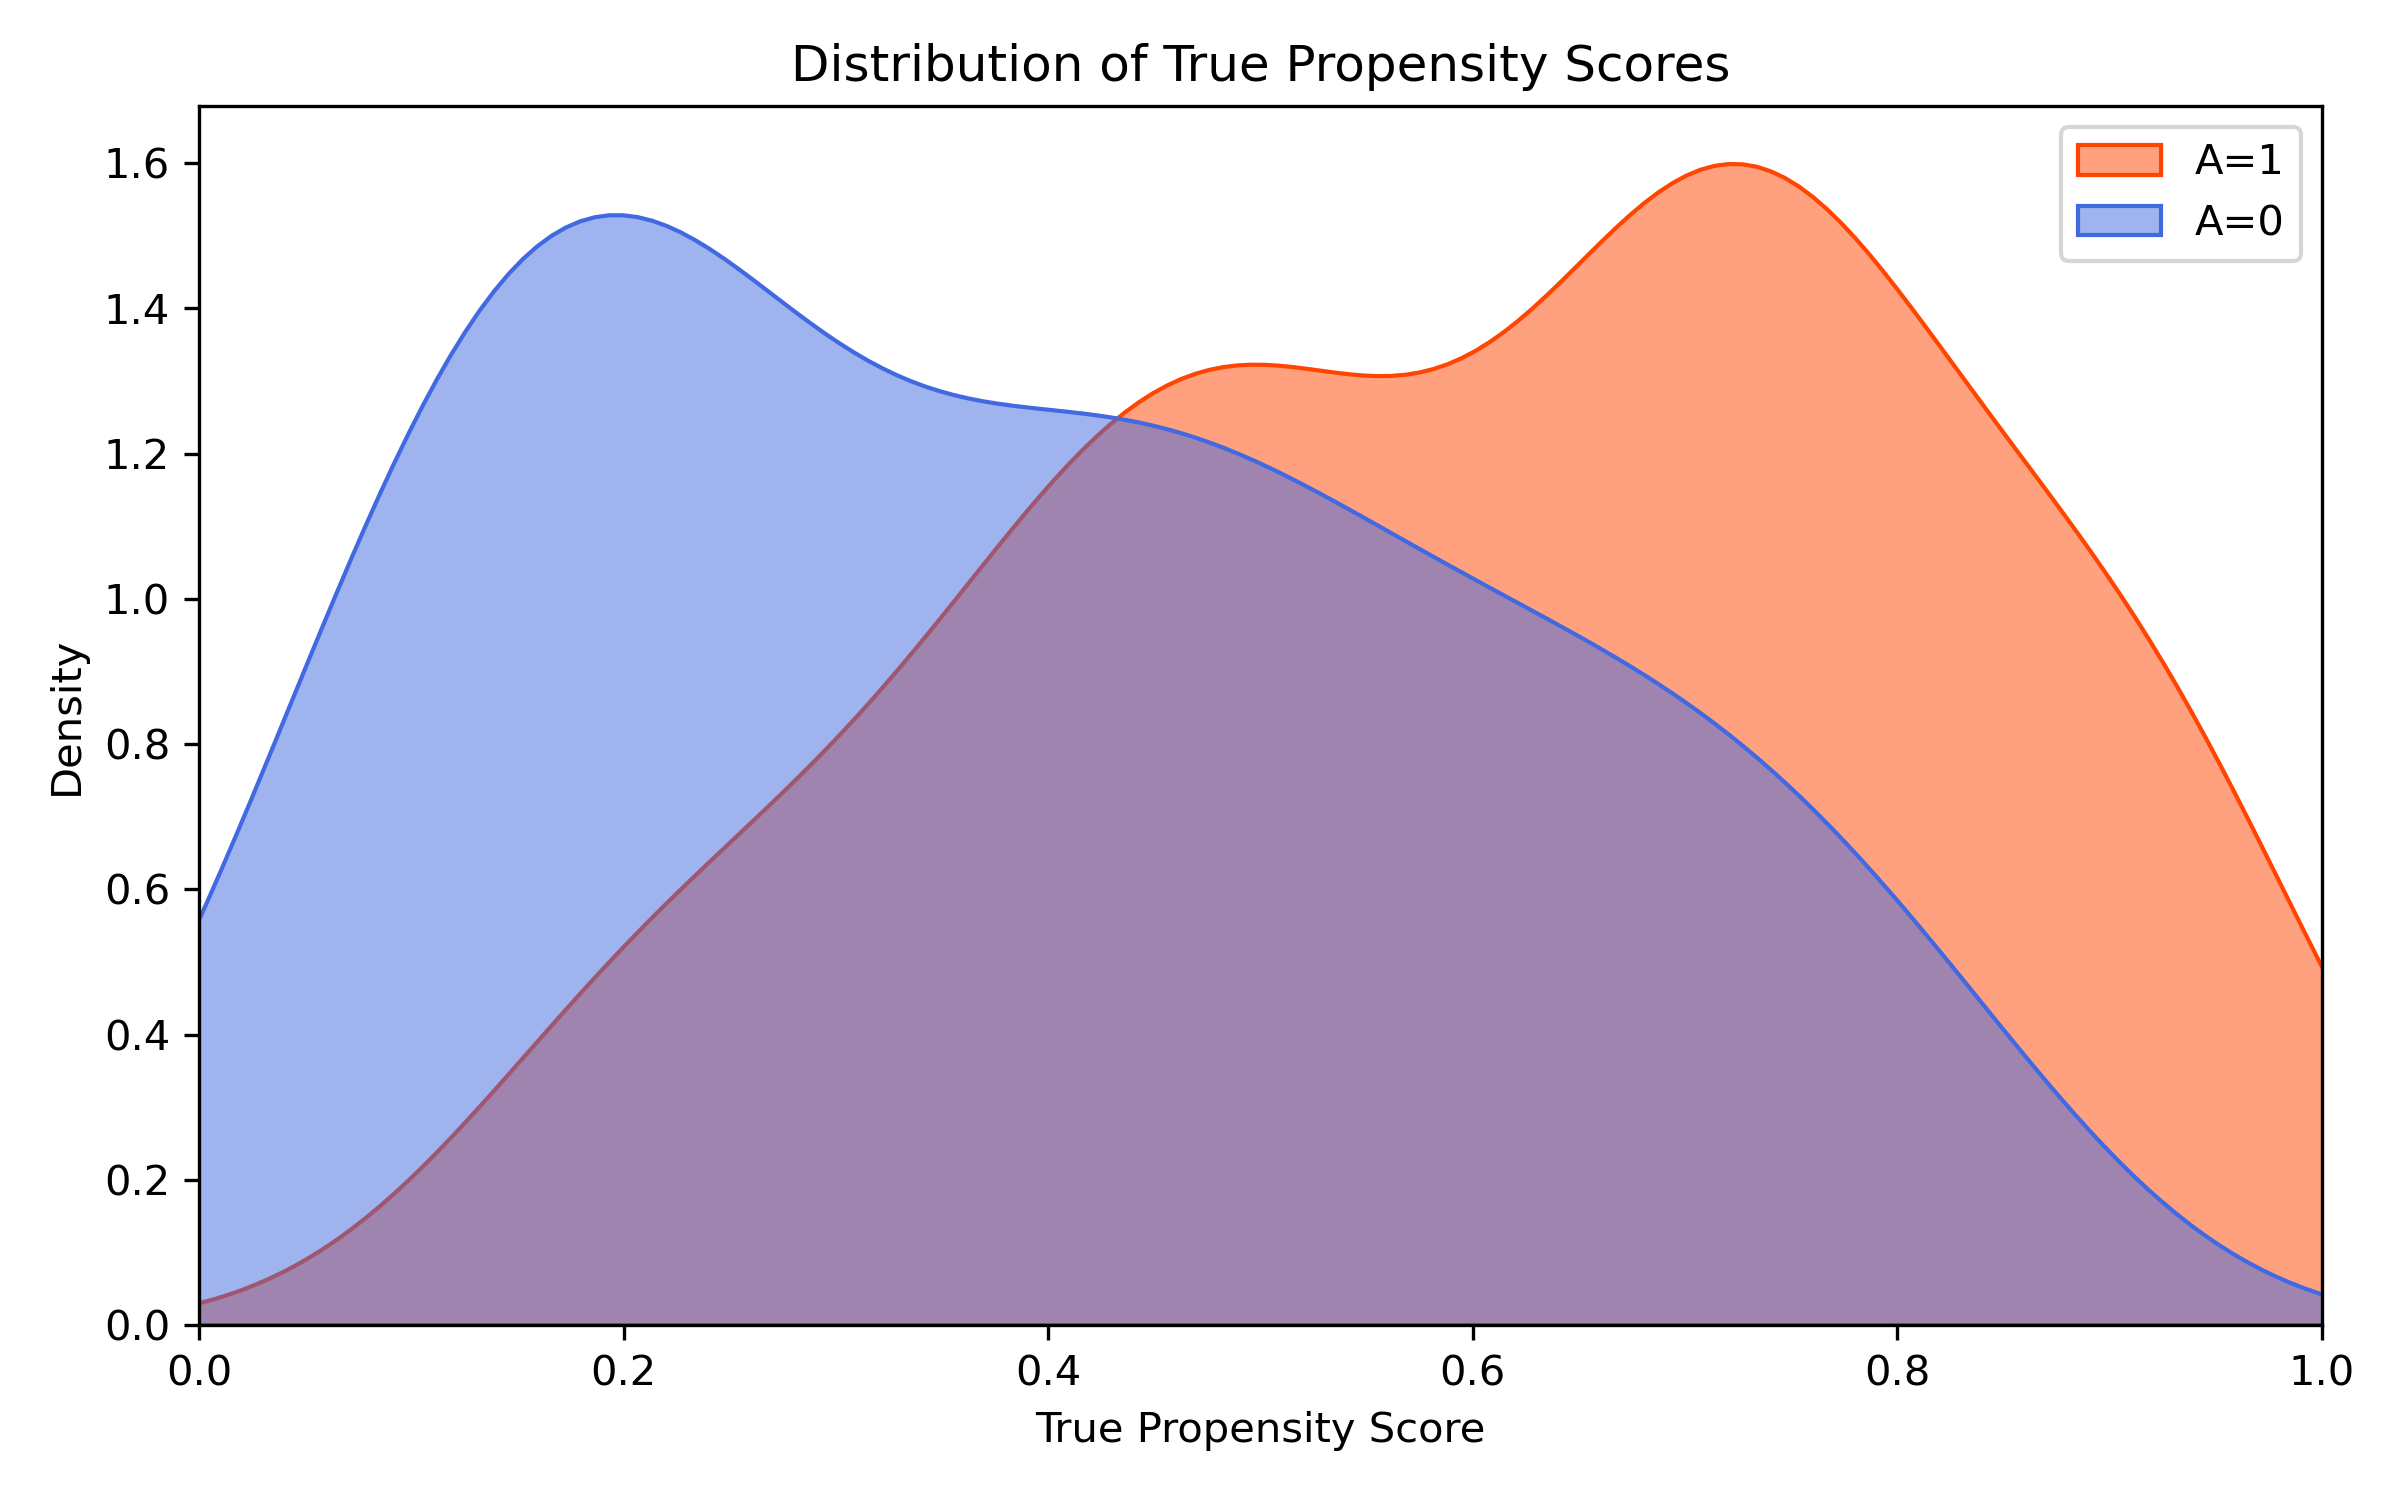 Distribution of True Propensity Scores
A=1
A=0
1.6
1.4
1.2
1.0
0.8
0.6
0.4
0.2
0.0
Density
0.0 0.2 0.4 0.6 0.8 1.0
True Propensity Score